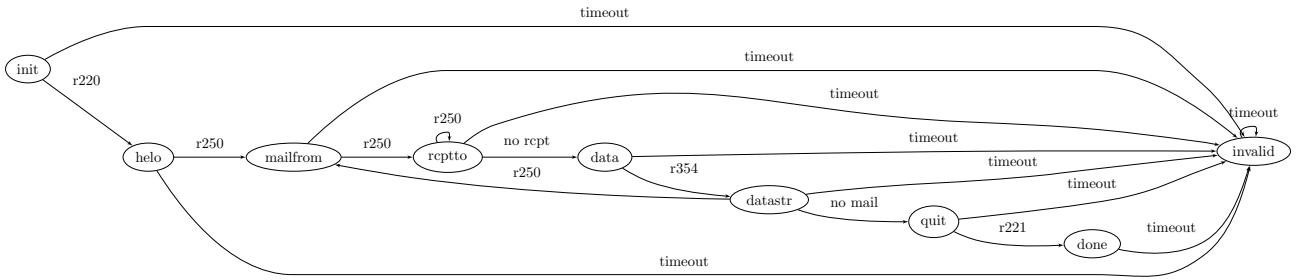 timeout
timeout
init
r220
timeout
timeout
r250
r250
r250
no rcpt
timeout
helo
mailfrom
rcptto
data
invalid
r250
r354
timeout
timeout
datastr
no mail
quit
r221
timeout
done
timeout